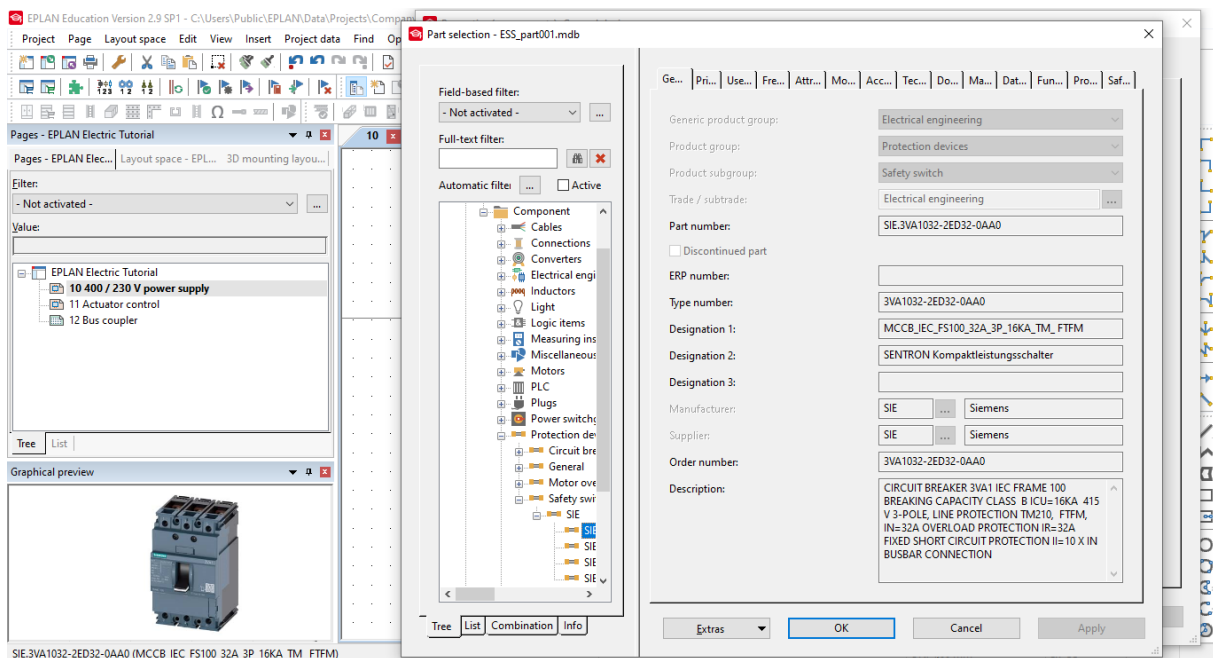 EPLAN Education Version 2.9 SP1 - C:\Users\Public\EPLAN\Data\Projects\Compan
Project Page Layout space Edit View Insert Project data Find Op
Pages - EPLAN Electric Tutorial
Pages - EPLAN Elec... Layout space - EPL... 3D mounting layou...
Filter:
- Not activated -
...
Value:
EPLAN Electric Tutorial
10 400 / 230 V power supply
11 Actuator control
12 Bus coupler
Tree List
Graphical preview
SIE.3VA1032-2ED32-0AA0 (MCCB_IEC_FS100_32A_3P_16KA_TM_ FTFM)
10
Part selection - ESS_part001.mdb
Field-based filter:
- Not activated -
...
Full-text filter:
Automatic filter ... Active
Component
Cables
Connections
Converters
Electrical engi
Inductors
Light
Logic items
Measuring ins
Miscellaneous
Motors
PLC
Plugs
Power switchg
Protection dev
Circuit bre
General
Motor ove
Safety swi
SIE
SIE
SIE
SIE
SIE
Tree List Combination Info
Ge... Pri... Use... Fre... Attr... Mo... Acc... Tec... Do... Ma... Dat... Fun... Pro... Saf...
Generic product group: Electrical engineering
Product group: Protection devices
Product subgroup: Safety switch
Trade / subtrade: Electrical engineering ...
Part number: SIE.3VA1032-2ED32-0AA0
Discontinued part
ERP number:
Type number: 3VA1032-2ED32-0AA0
Designation 1: MCCB_IEC_FS100_32A_3P_16KA_TM_ FTFM
Designation 2: SENTRON Kompaktleistungsschalter
Designation 3:
Manufacturer: SIE ... Siemens
Supplier: SIE ... Siemens
Order number: 3VA1032-2ED32-0AA0
Description: CIRCUIT BREAKER 3VA1 IEC FRAME 100
BREAKING CAPACITY CLASS B ICU=16KA 415
V 3-POLE, LINE PROTECTION TM210, FTFM,
IN=32A OVERLOAD PROTECTION IR=32A
FIXED SHORT CIRCUIT PROTECTION II=10 X IN
BUSBAR CONNECTION
Extras OK Cancel Apply